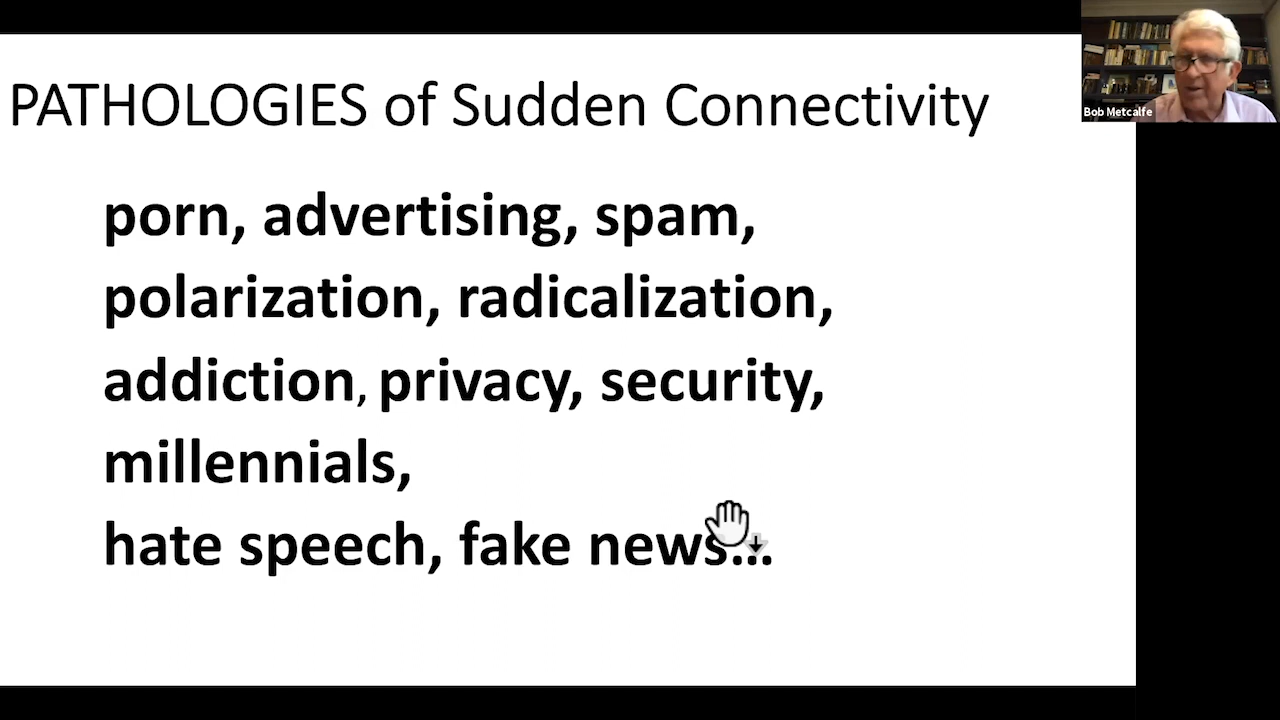 PATHOLOGIES of Sudden Connectivity
porn, advertising, spam,
polarization, radicalization,
addiction, privacy, security,
millennials,
hate speech, fake news...
Bob Metcalfe